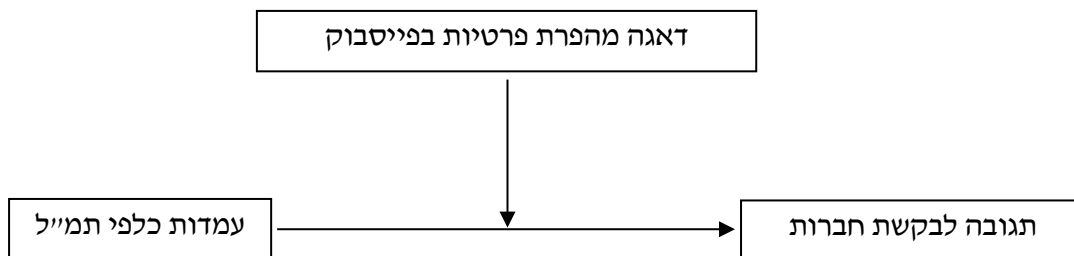 דאגה מהפרת פרטיות בפייסבוק
עמדות כלפי תמ״ל
תגובה לבקשת חברות